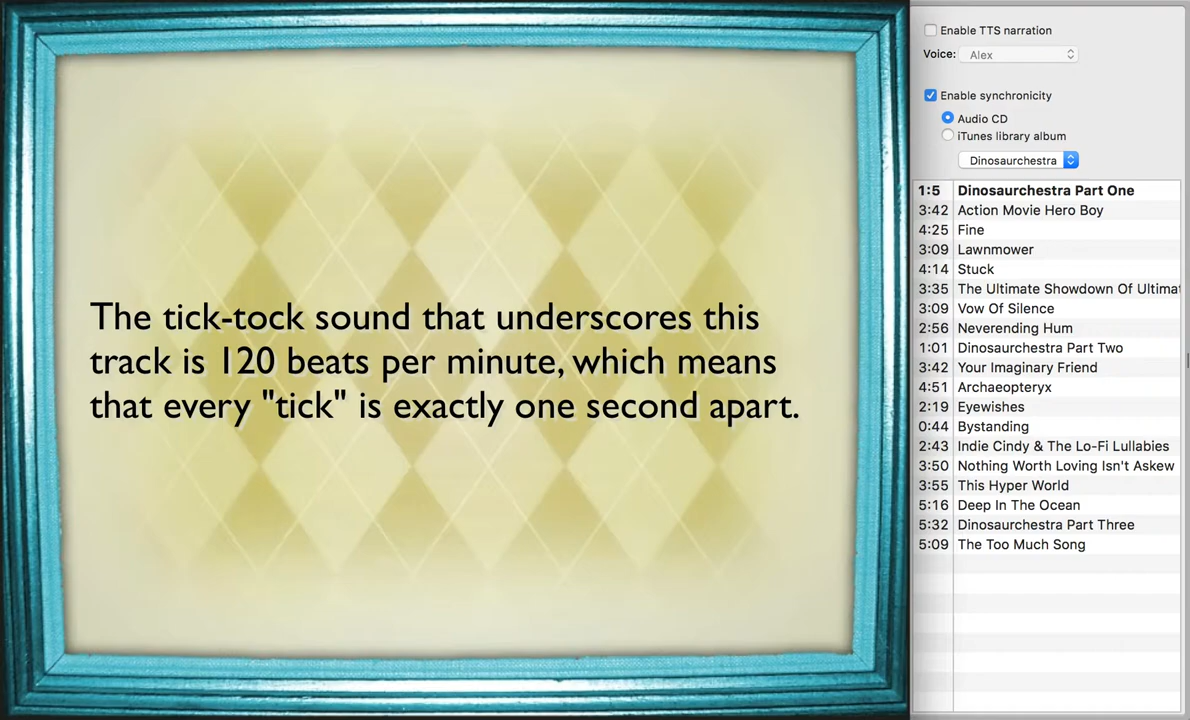 The tick-tock sound that underscores this
track is 120 beats per minute, which means
that every "tick" is exactly one second apart.
Enable TTS narration
Voice: Alex
Enable synchronicity
Audio CD
iTunes library album
Dinosaurchestra
1:5 Dinosaurchestra Part One
3:42 Action Movie Hero Boy
4:25 Fine
3:09 Lawnmower
4:14 Stuck
3:35 The Ultimate Showdown Of Ultimat
3:09 Vow Of Silence
2:56 Neverending Hum
1:01 Dinosaurchestra Part Two
3:42 Your Imaginary Friend
4:51 Archaeopteryx
2:19 Eyewishes
0:44 Bystanding
2:43 Indie Cindy & The Lo-Fi Lullabies
3:50 Nothing Worth Loving Isn't Askew
3:55 This Hyper World
5:16 Deep In The Ocean
5:32 Dinosaurchestra Part Three
5:09 The Too Much Song